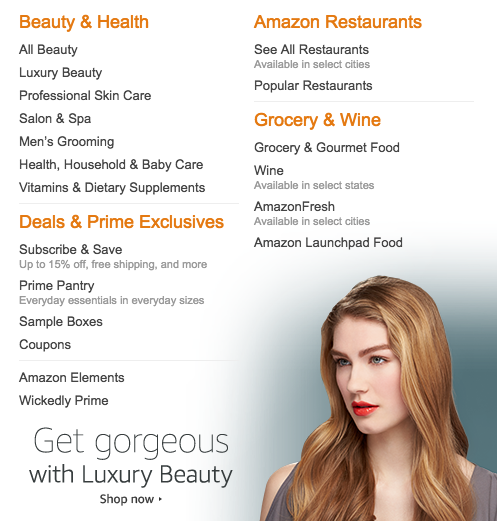 Beauty & Health
All Beauty
Luxury Beauty
Professional Skin Care
Salon & Spa
Men's Grooming
Health, Household & Baby Care
Vitamins & Dietary Supplements
Deals & Prime Exclusives
Subscribe & Save
Up to 15% off, free shipping, and more
Prime Pantry
Everyday essentials in everyday sizes
Sample Boxes
Coupons
Amazon Elements
Wickedly Prime
Amazon Restaurants
See All Restaurants
Available in select cities
Popular Restaurants
Grocery & Wine
Grocery & Gourmet Food
Wine
Available in select states
AmazonFresh
Available in select cities
Amazon Launchpad Food
Get gorgeous
with Luxury Beauty
Shop now ▸